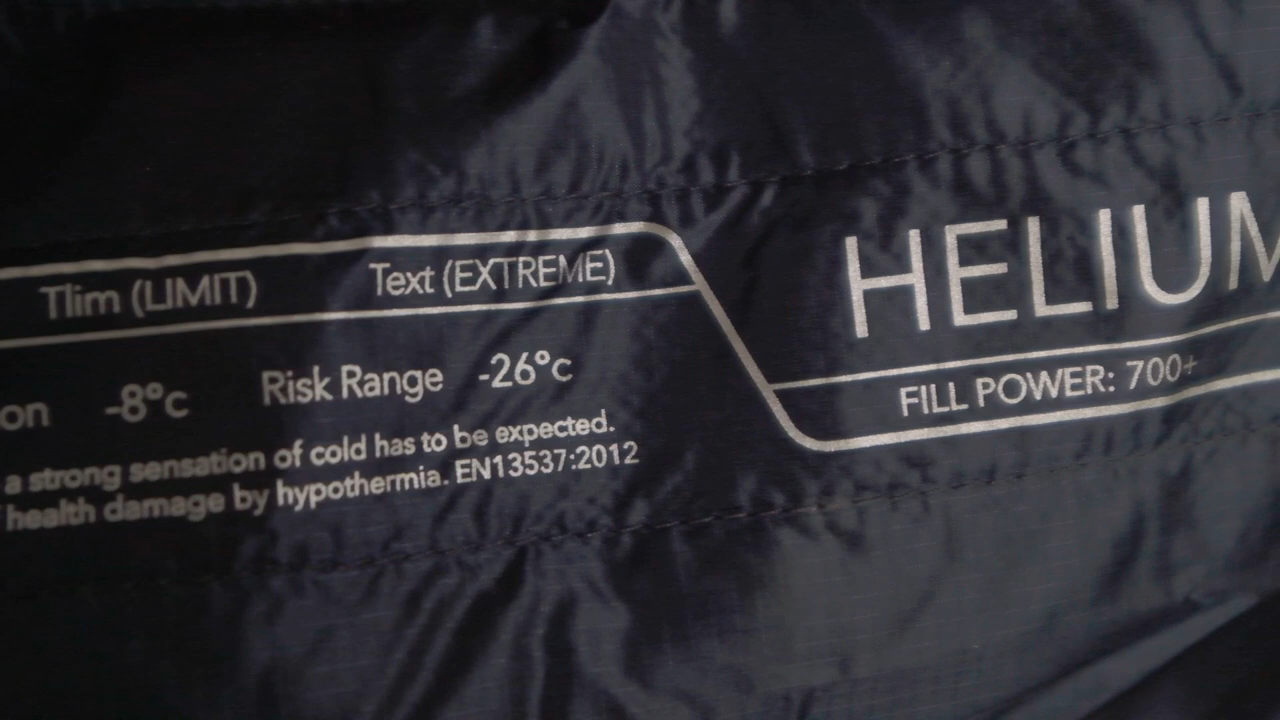 Tlim (LIMIT) Text (EXTREME)
on -8°c Risk Range -26°c
a strong sensation of cold has to be expected.
health damage by hypothermia. EN13537:2012
HELIUM
FILL POWER: 700+